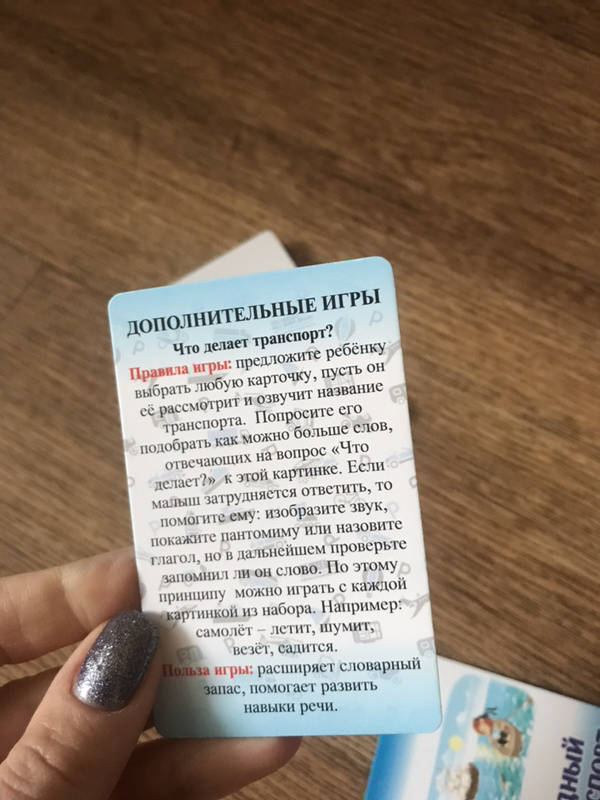 ДОПОЛНИТЕЛЬНЫЕ ИГРЫ
Что делает транспорт?
Правила игры: предложите ребёнку
выбрать любую карточку, пусть он
её рассмотрит и озвучит название
транспорта. Попросите его
подобрать как можно больше слов,
отвечающих на вопрос «Что
делает?» к этой картинке. Если
малыш затрудняется ответить, то
помогите ему: изобразите звук,
покажите пантомиму или назовите
глагол, но в дальнейшем проверьте
запомнил ли он слово. По этому
принципу можно играть с каждой
картинкой из набора. Например:
самолёт – летит, шумит,
везёт, садится.
Польза игры: расширяет словарный
запас, помогает развить
навыки речи.